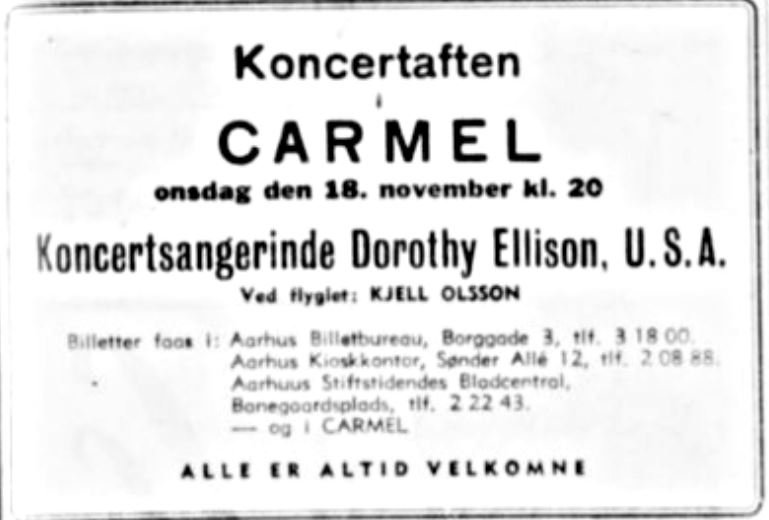 Koncertaften
i
CARMEL
onsdag den 18. november kl. 20
Koncertsangerinde Dorothy Ellison, U.S.A.
Ved flyglet: KJELL OLSSON
Billetter faas i: Aarhus Billetbureau, Borggade 3, tlf. 3 18 00.
Aarhus Kioskkontor, Sønder Allé 12, tlf. 2 08 88.
Aarhuus Stiftstidendes Bladcentral,
Banegaardsplads, tlf. 2 22 43.
— og i CARMEL
ALLE ER ALTID VELKOMNE